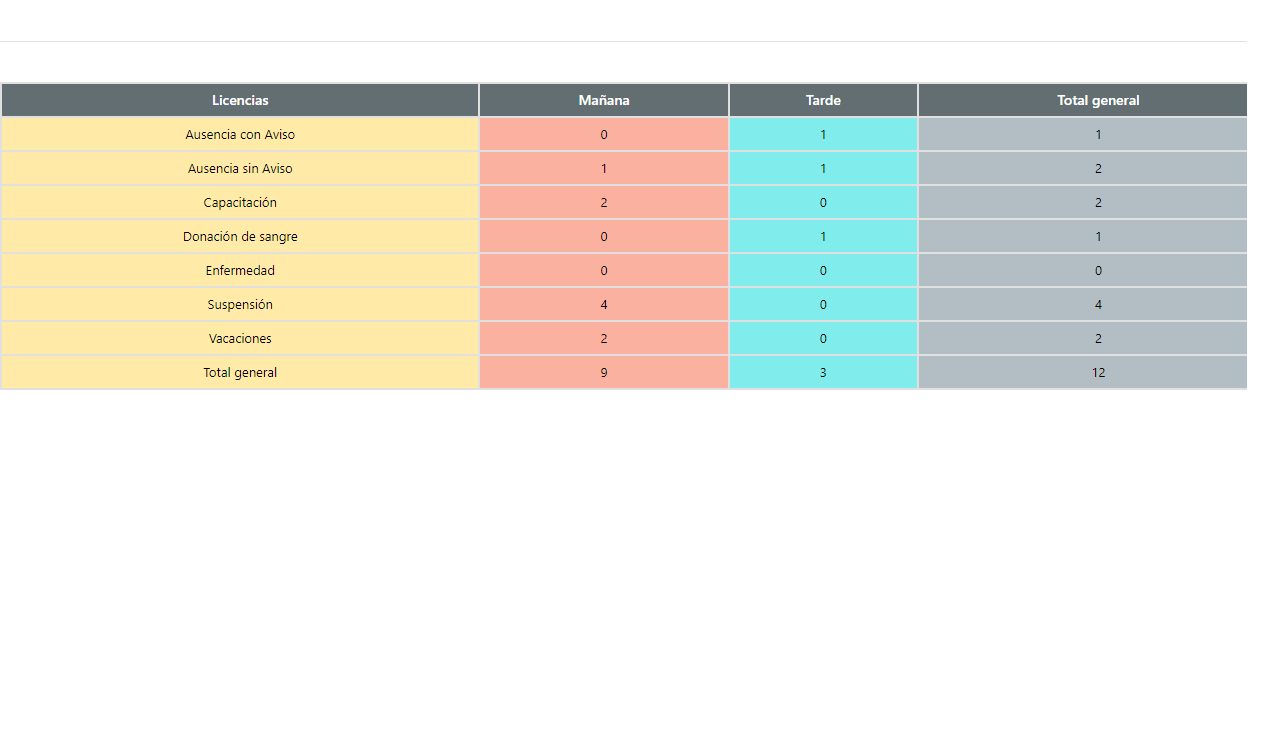 Licencias Mañana Tarde Total general
Ausencia con Aviso 0 1 1
Ausencia sin Aviso 1 1 2
Capacitación 2 0 2
Donación de sangre 0 1 1
Enfermedad 0 0 0
Suspensión 4 0 4
Vacaciones 2 0 2
Total general 9 3 12